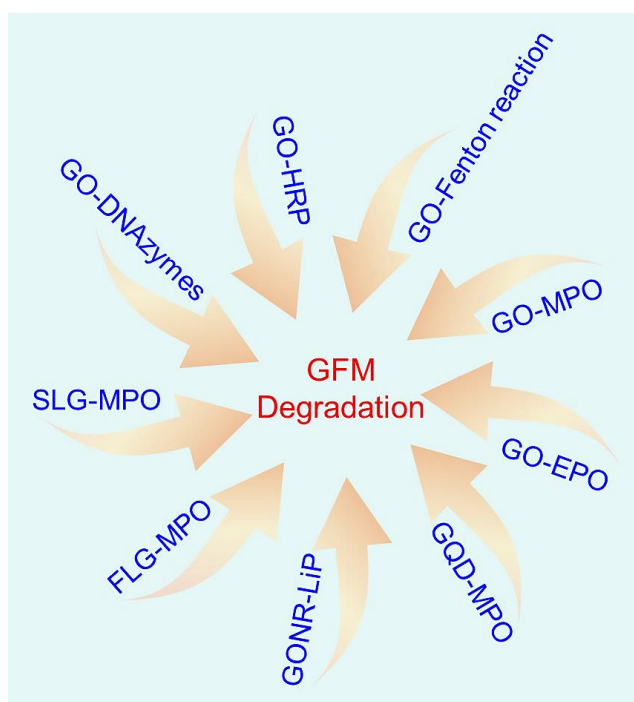 GO-Fenton reaction
GO-HRP
GO-DNAzymes
GO-MPO
GFM
Degradation
SLG-MPO
GO-EPO
FLG-MPO
GQD-MPO
GONR-LiP